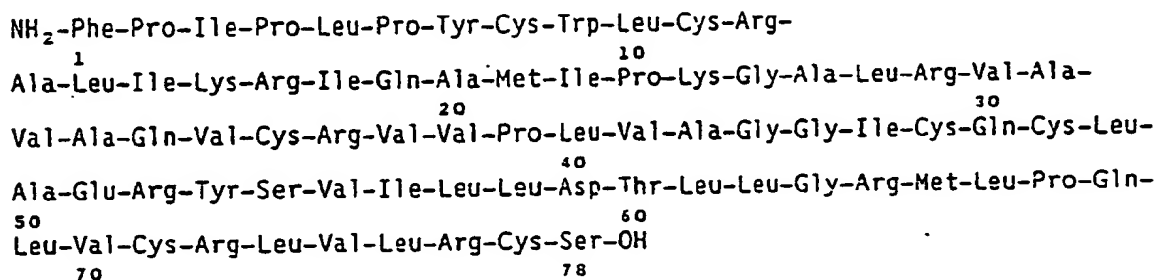 NH2-Phe-Pro-Ile-Pro-Leu-Pro-Tyr-Cys-Trp-Leu-Cys-Arg-
1 10
Ala-Leu-Ile-Lys-Arg-Ile-Gln-Ala-Met-Ile-Pro-Lys-Gly-Ala-Leu-Arg-Val-Ala-
20 30
Val-Ala-Gln-Val-Cys-Arg-Val-Val-Pro-Leu-Val-Ala-Gly-Gly-Ile-Cys-Gln-Cys-Leu-
40
Ala-Glu-Arg-Tyr-Ser-Val-Ile-Leu-Leu-Asp-Thr-Leu-Leu-Gly-Arg-Met-Leu-Pro-Gln-
50 60
Leu-Val-Cys-Arg-Leu-Val-Leu-Arg-Cys-Ser-OH
70 78